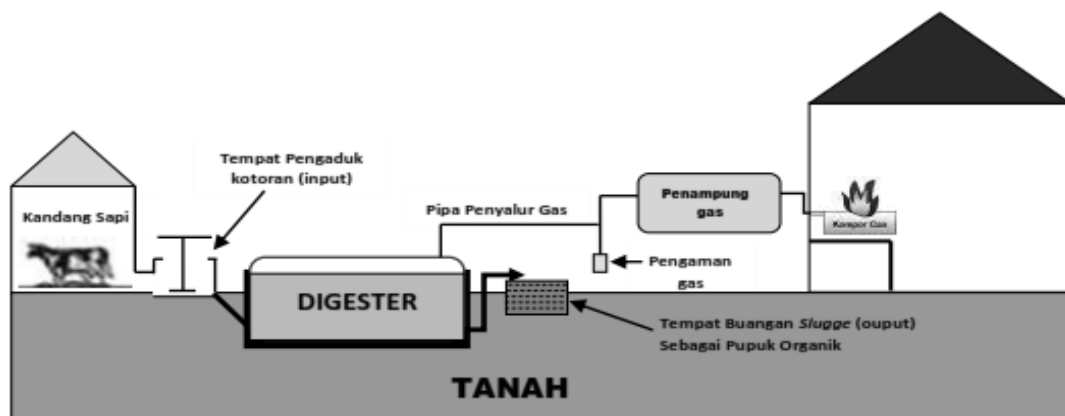 Tempat Pengaduk
kotoran (input)
Kandang Sapi
Pipa Penyalur Gas
Penampung
gas
Kompor Gas
Pengaman
gas
DIGESTER
Tempat Buangan Slugge (ouput)
Sebagai Pupuk Organik
TANAH